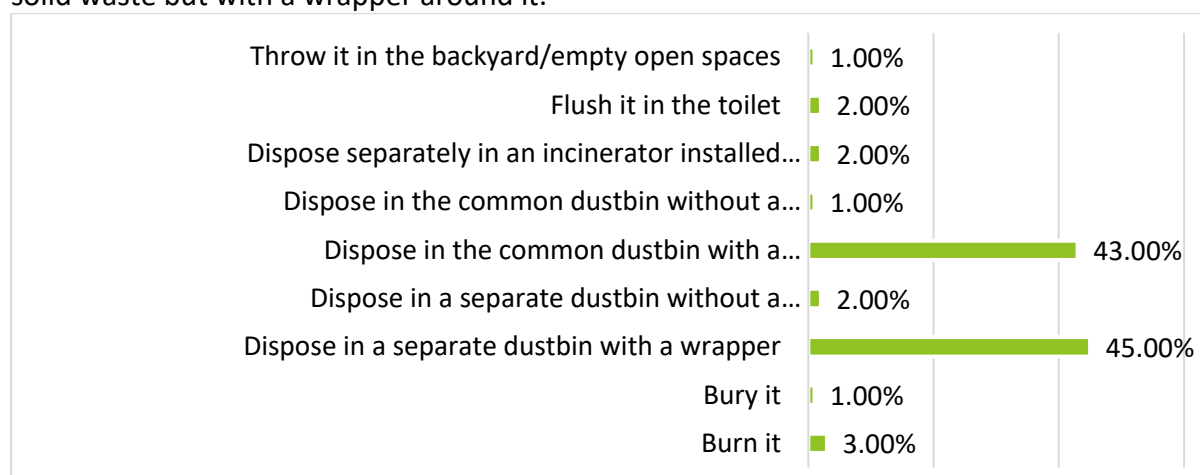 solid waste but with a wrapper around it.
Throw it in the backyard/empty open spaces 1.00%
Flush it in the toilet 2.00%
Dispose separately in an incinerator installed... 2.00%
Dispose in the common dustbin without a... 1.00%
Dispose in the common dustbin with a... 43.00%
Dispose in a separate dustbin without a... 2.00%
Dispose in a separate dustbin with a wrapper 45.00%
Bury it 1.00%
Burn it 3.00%